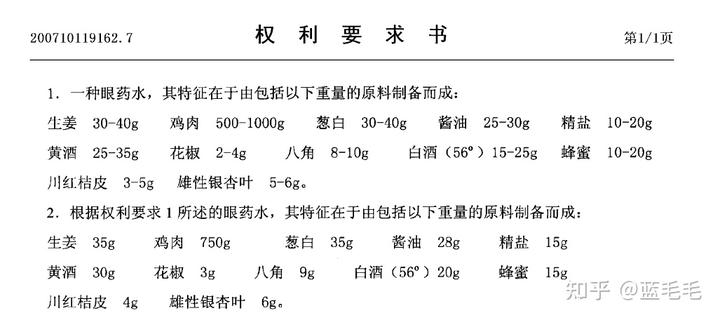 200710119162.7 权利要求书 第1/1页
1. 一种眼药水，其特征在于由包括以下重量的原料制备而成：
生姜 30-40g 鸡肉 500-1000g 葱白 30-40g 酱油 25-30g 精盐 10-20g
黄酒 25-35g 花椒 2-4g 八角 8-10g 白酒(56°)15-25g 蜂蜜 10-20g
川红桔皮 3-5g 雄性银杏叶 5-6g。
2. 根据权利要求1所述的眼药水，其特征在于由包括以下重量的原料制备而成：
生姜 35g 鸡肉 750g 葱白 35g 酱油 28g 精盐 15g
黄酒 30g 花椒 3g 八角 9g 白酒(56°)20g 蜂蜜 15g
川红桔皮 4g 雄性银杏叶 6g。
知乎 @蓝毛毛